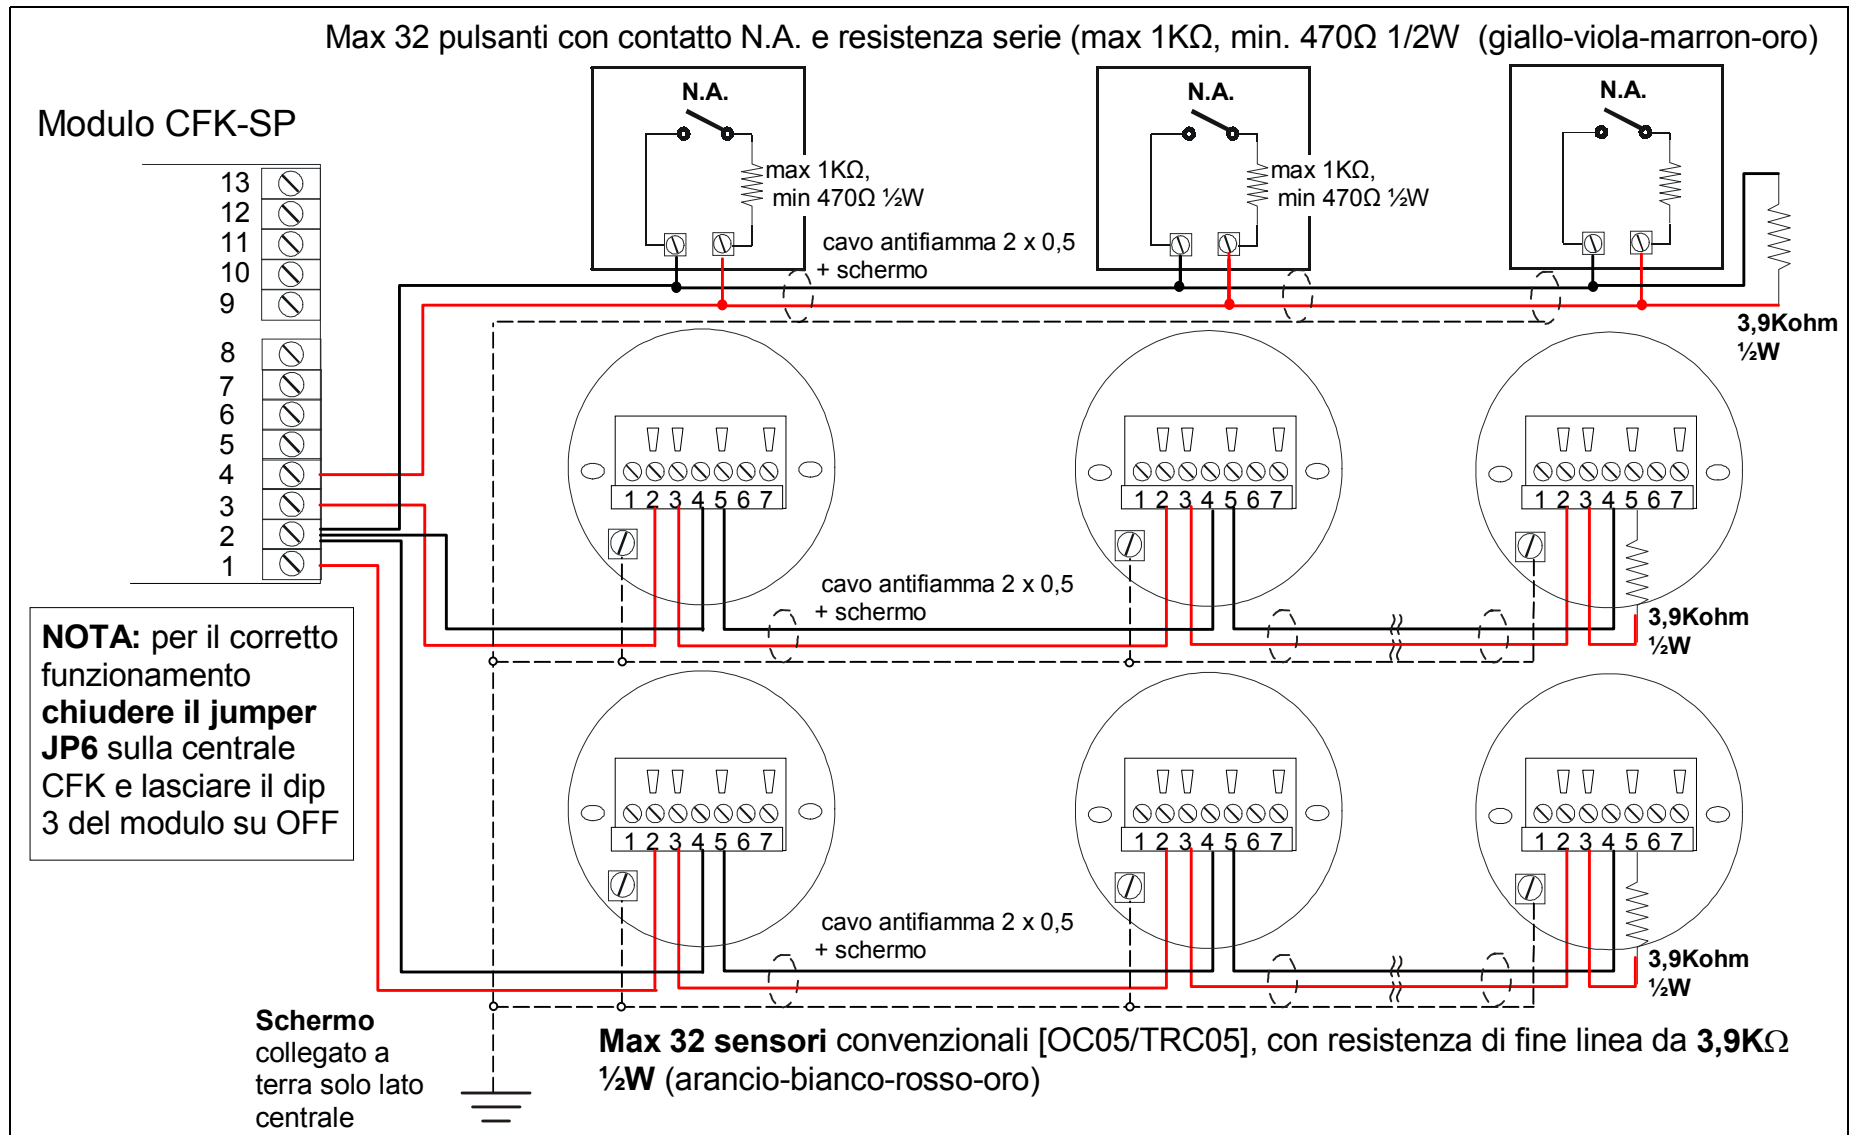 Max 32 pulsanti con contatto N.A. e resistenza serie (max 1KΩ, min. 470Ω 1/2W (giallo-viola-marron-oro)
Modulo CFK-SP
N.A.
N.A.
N.A.
max 1KΩ,
min 470Ω ½W
max 1KΩ,
min 470Ω ½W
13
12
11
10
9
8
7
6
5
4
3
2
1
cavo antifiamma 2 x 0,5
+ schermo
3,9Kohm
½W
1 2 3 4 5 6 7
1 2 3 4 5 6 7
1 2 3 4 5 6 7
cavo antifiamma 2 x 0,5
+ schermo
3,9Kohm
½W
NOTA: per il corretto
funzionamento
chiudere il jumper
JP6 sulla centrale
CFK e lasciare il dip
3 del modulo su OFF
1 2 3 4 5 6 7
1 2 3 4 5 6 7
1 2 3 4 5 6 7
cavo antifiamma 2 x 0,5
+ schermo
3,9Kohm
½W
Schermo
collegato a
terra solo lato
centrale
Max 32 sensori convenzionali [OC05/TRC05], con resistenza di fine linea da 3,9KΩ
½W (arancio-bianco-rosso-oro)